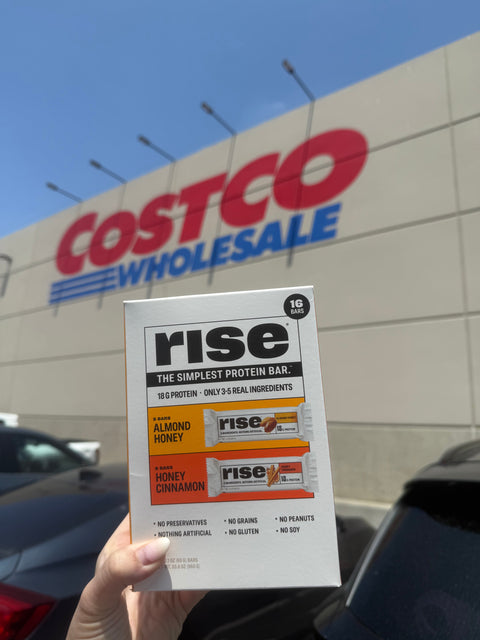 COSTCO
WHOLESALE
16
BARS
rise
THE SIMPLEST PROTEIN BAR.
18 G PROTEIN · ONLY 3-5 REAL INGREDIENTS
8 BARS
ALMOND
HONEY
rise
8 BARS
HONEY
CINNAMON
rise
• NO PRESERVATIVES • NO GRAINS • NO PEANUTS
• NOTHING ARTIFICIAL • NO GLUTEN • NO SOY
BARS